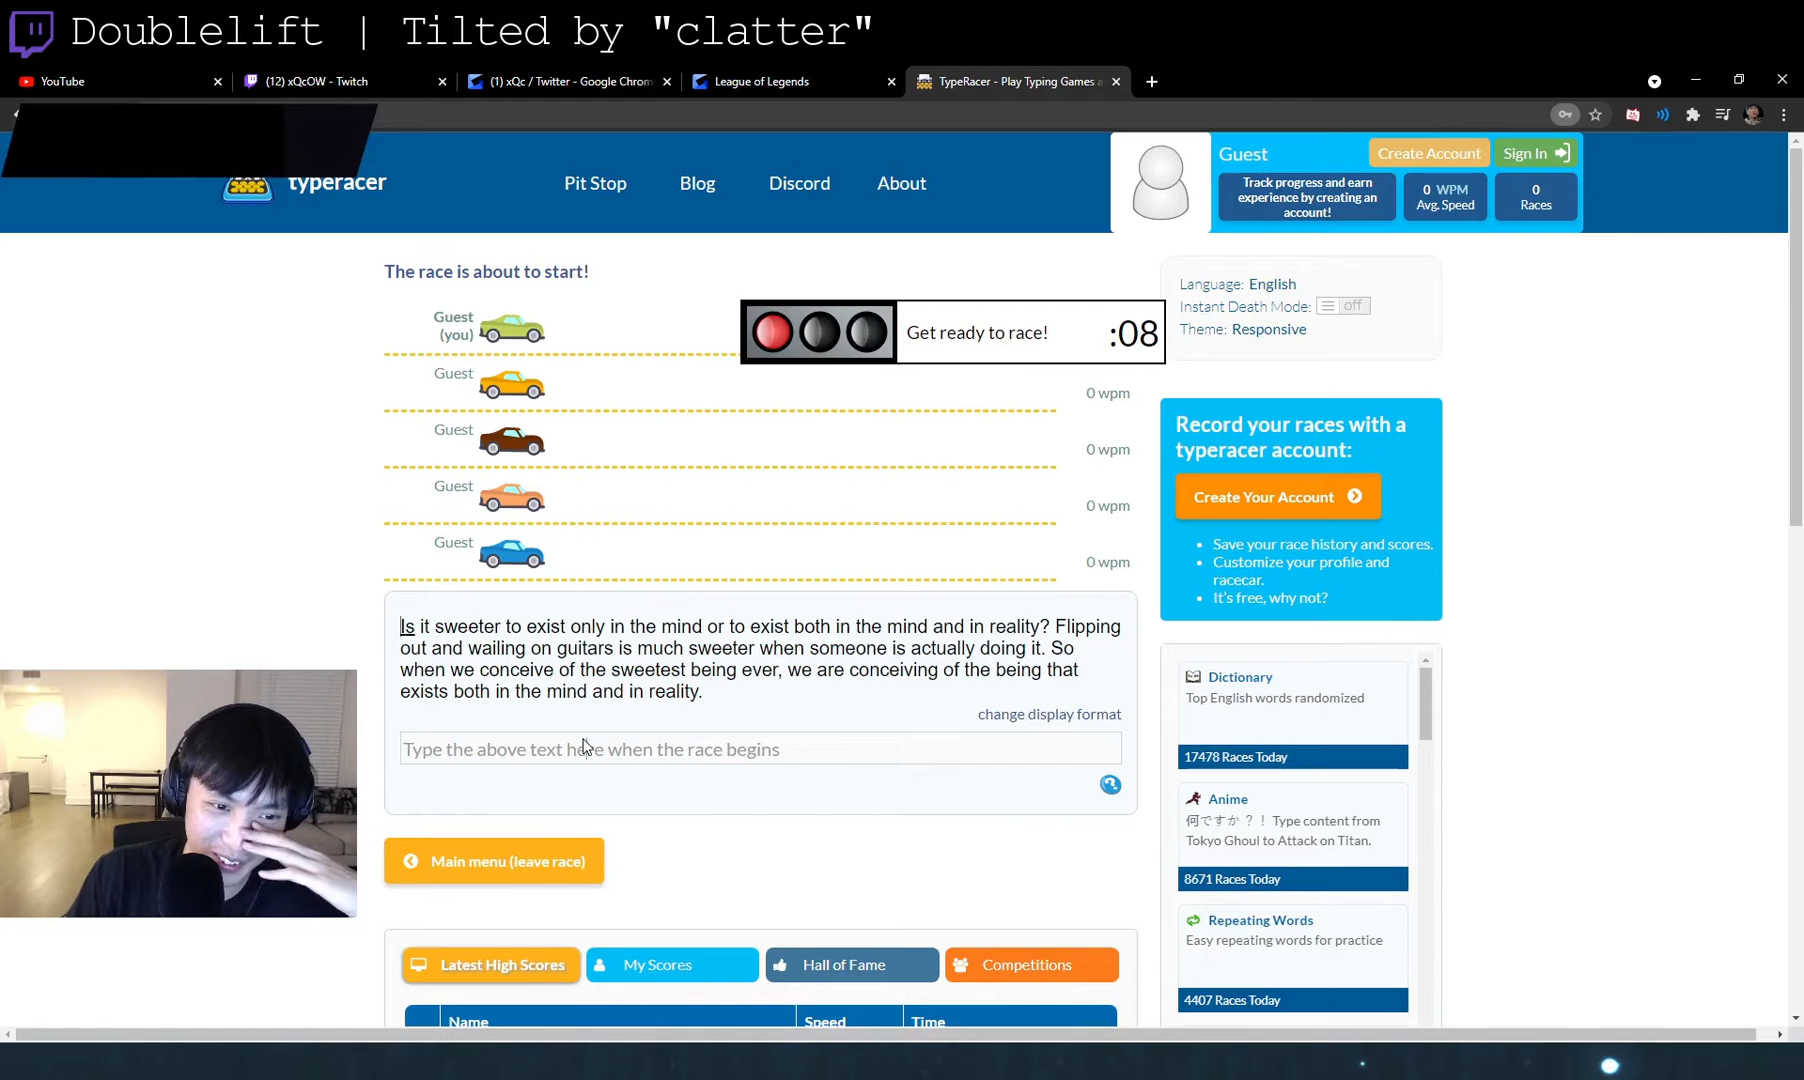 Doublelift | Tilted by "clatter"
YouTube
(12) xQcOW - Twitch
(1) xQc / Twitter - Google Chrom
League of Legends
TypeRacer - Play Typing Games a
typeracer
Pit Stop
Blog
Discord
About
Guest
Create Account
Sign In
Track progress and earn
experience by creating an
account!
0 WPM
Avg. Speed
0
Races
The race is about to start!
Guest
(you)
Get ready to race!
:08
Guest
0 wpm
Guest
0 wpm
Guest
0 wpm
Guest
0 wpm
Language: English
Instant Death Mode: off
Theme: Responsive
Record your races with a
typeracer account:
Create Your Account
Save your race history and scores.
Customize your profile and
racecar.
It's free, why not?
Is it sweeter to exist only in the mind or to exist both in the mind and in reality? Flipping
out and wailing on guitars is much sweeter when someone is actually doing it. So
when we conceive of the sweetest being ever, we are conceiving of the being that
exists both in the mind and in reality.
change display format
Type the above text here when the race begins
Main menu (leave race)
Dictionary
Top English words randomized
17478 Races Today
Anime
何ですか？！ Type content from
Tokyo Ghoul to Attack on Titan.
8671 Races Today
Repeating Words
Easy repeating words for practice
4407 Races Today
Latest High Scores
My Scores
Hall of Fame
Competitions
Name
Speed
Time